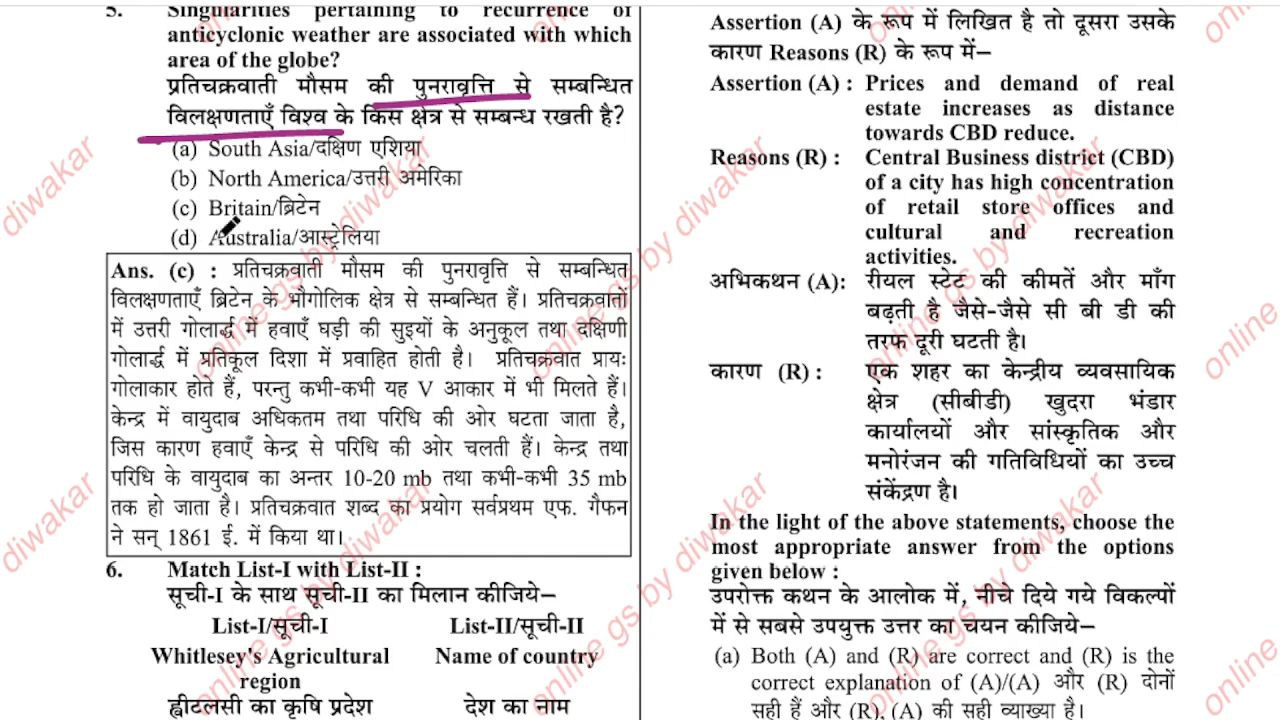 5. Singularities pertaining to recurrence of
anticyclonic weather are associated with which
area of the globe?
प्रतिचक्रवाती मौसम की पुनरावृत्ति से सम्बन्धित
विलक्षणताएँ विश्व के किस क्षेत्र से सम्बन्ध रखती है?
(a) South Asia/दक्षिण एशिया
(b) North America/उत्तरी अमेरिका
(c) Britain/ब्रिटेन
(d) Australia/आस्ट्रेलिया
Ans. (c) : प्रतिचक्रवाती मौसम की पुनरावृत्ति से सम्बन्धित
विलक्षणताएँ ब्रिटेन के भौगोलिक क्षेत्र से सम्बन्धित हैं। प्रतिचक्रवातों
में उत्तरी गोलार्द्ध में हवाएँ घड़ी की सुइयों के अनुकूल तथा दक्षिणी
गोलार्द्ध में प्रतिकूल दिशा में प्रवाहित होती है। प्रतिचक्रवात प्रायः
गोलाकार होते हैं, परन्तु कभी-कभी यह V आकार में भी मिलते हैं।
केन्द्र में वायुदाब अधिकतम तथा परिधि की ओर घटता जाता है,
जिस कारण हवाएँ केन्द्र से परिधि की ओर चलती हैं। केन्द्र तथा
परिधि के वायुदाब का अन्तर 10-20 mb तथा कभी-कभी 35 mb
तक हो जाता है। प्रतिचक्रवात शब्द का प्रयोग सर्वप्रथम एफ. गैफन
ने सन् 1861 ई. में किया था।
6. Match List-I with List-II :
सूची-I के साथ सूची-II का मिलान कीजिये–
List-I/सूची-I List-II/सूची-II
Whitlesey's Agricultural Name of country
region
ह्वीटलसी का कृषि प्रदेश देश का नाम
Assertion (A) के रूप में लिखित है तो दूसरा उसके
कारण Reasons (R) के रूप में–
Assertion (A) : Prices and demand of real
estate increases as distance
towards CBD reduce.
Reasons (R) : Central Business district (CBD)
of a city has high concentration
of retail store offices and
cultural and recreation
activities.
अभिकथन (A): रीयल स्टेट की कीमतें और माँग
बढ़ती है जैसे-जैसे सी बी डी की
तरफ दूरी घटती है।
कारण (R) : एक शहर का केन्द्रीय व्यवसायिक
क्षेत्र (सीबीडी) खुदरा भंडार
कार्यालयों और सांस्कृतिक और
मनोरंजन की गतिविधियों का उच्च
संकेंद्रण है।
In the light of the above statements, choose the
most appropriate answer from the options
given below :
उपरोक्त कथन के आलोक में, नीचे दिये गये विकल्पों
में से सबसे उपयुक्त उत्तर का चयन कीजिये–
(a) Both (A) and (R) are correct and (R) is the
correct explanation of (A)/(A) और (R) दोनों
सही हैं और (R), (A) की सही व्याख्या है।
online gs by diwakar